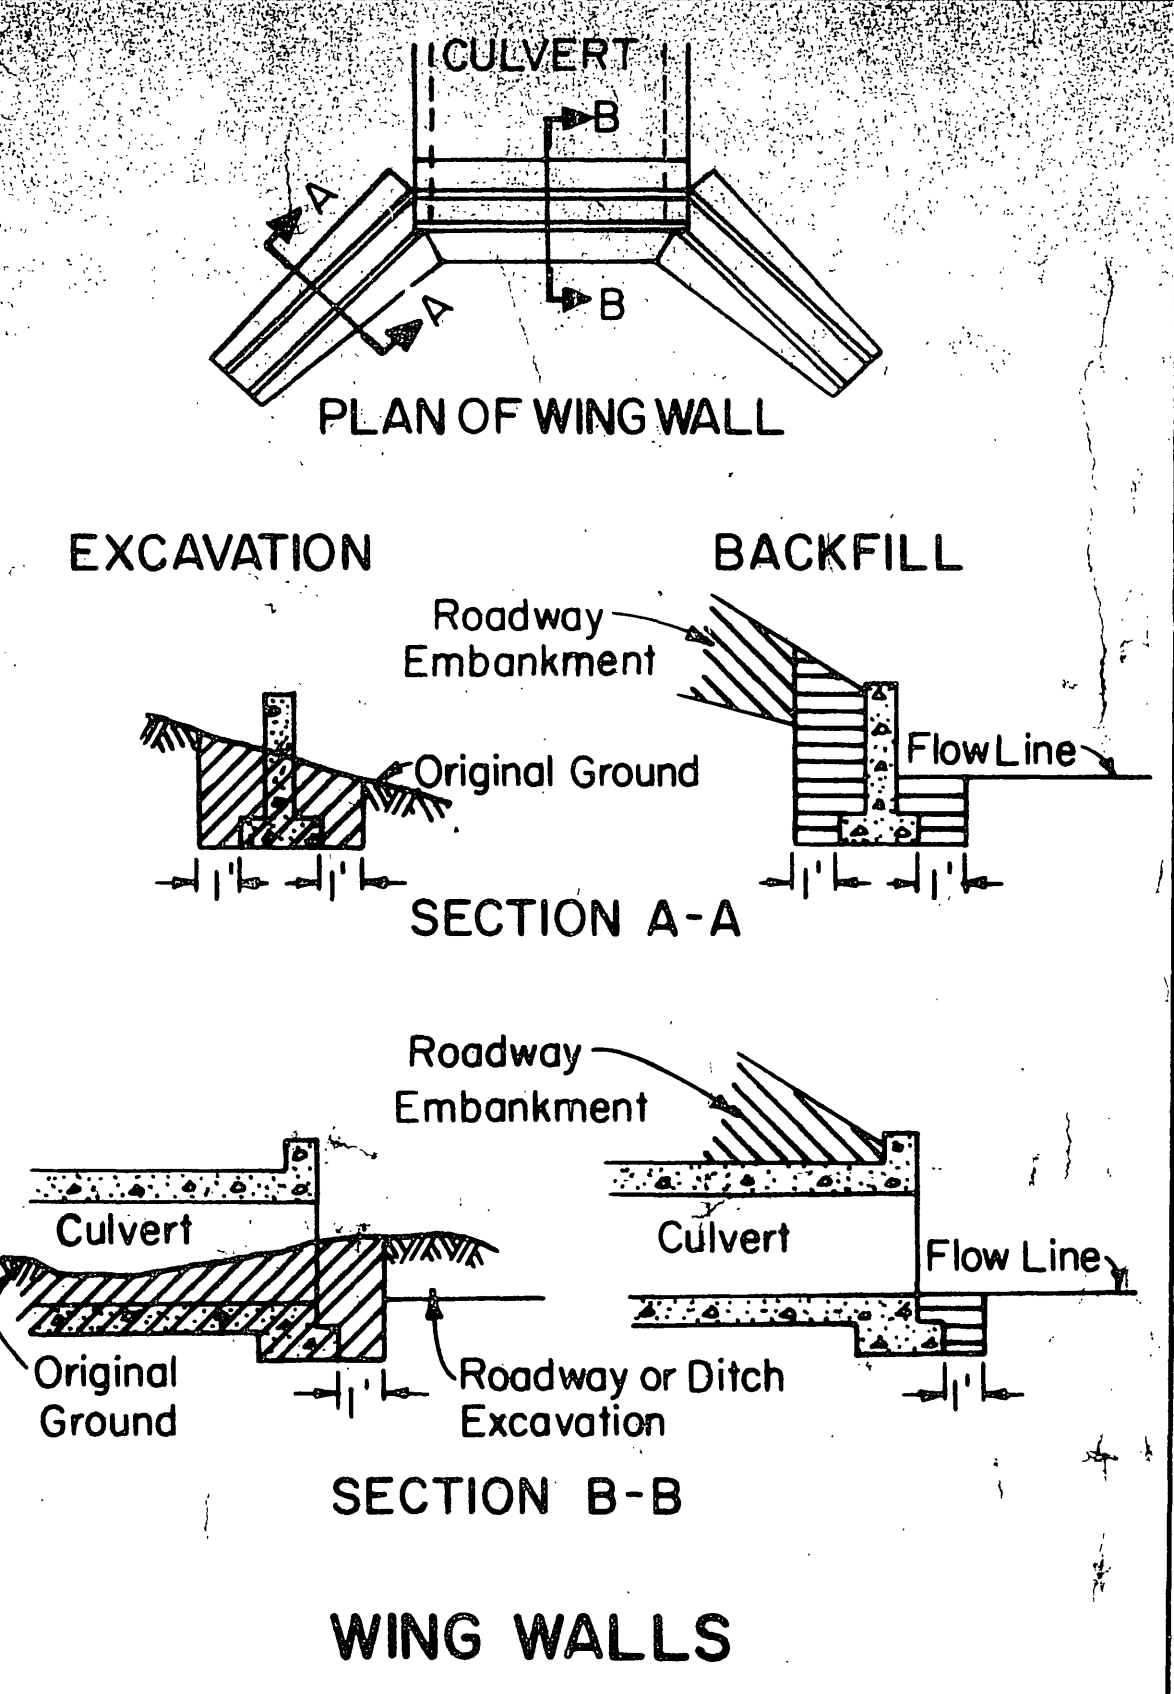 CULVERT
B
A
A
B
PLAN OF WING WALL
EXCAVATION
BACKFILL
Roadway
Embankment
Original Ground
Flow Line
1'
1'
1'
1'
SECTION A-A
Roadway
Embankment
Culvert
Culvert
Flow Line
Original
Ground
1'
Roadway or Ditch
Excavation
1'
SECTION B-B
WING WALLS